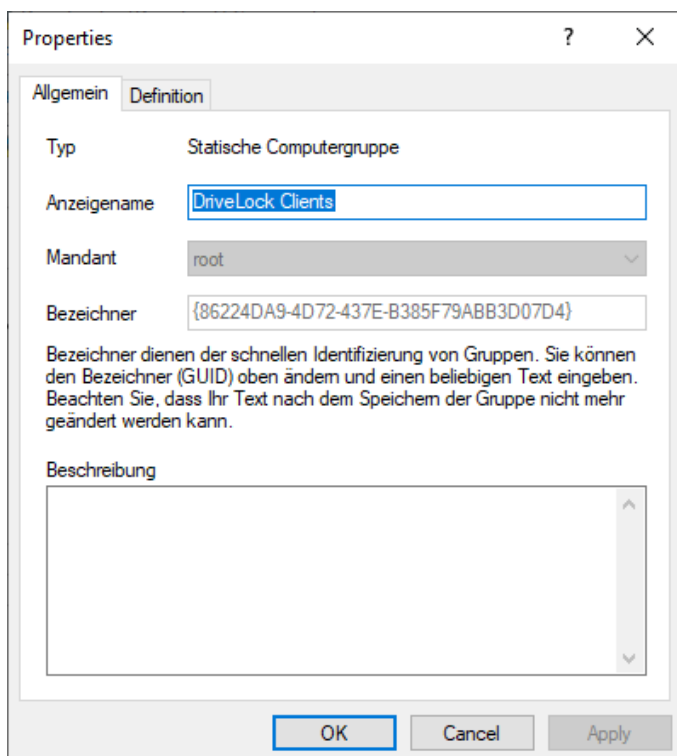 Properties
?
Allgemein
Definition
Typ
Statische Computergruppe
Anzeigename
DriveLock Clients
Mandant
root
Bezeichner
{86224DA9-4D72-437E-B385F79ABB3D07D4}
Bezeichner dienen der schnellen Identifizierung von Gruppen. Sie können
den Bezeichner (GUID) oben ändern und einen beliebigen Text eingeben.
Beachten Sie, dass Ihr Text nach dem Speichern der Gruppe nicht mehr
geändert werden kann.
Beschreibung
OK
Cancel
Apply